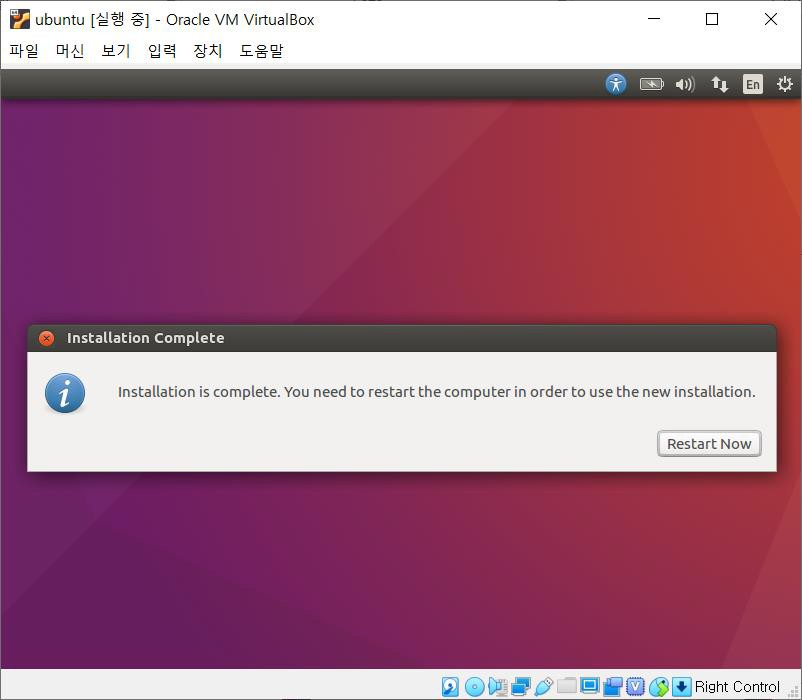 ubuntu [실행 중] - Oracle VM VirtualBox
파일 머신 보기 입력 장치 도움말
En
Installation Complete
Installation is complete. You need to restart the computer in order to use the new installation.
Restart Now
Right Control